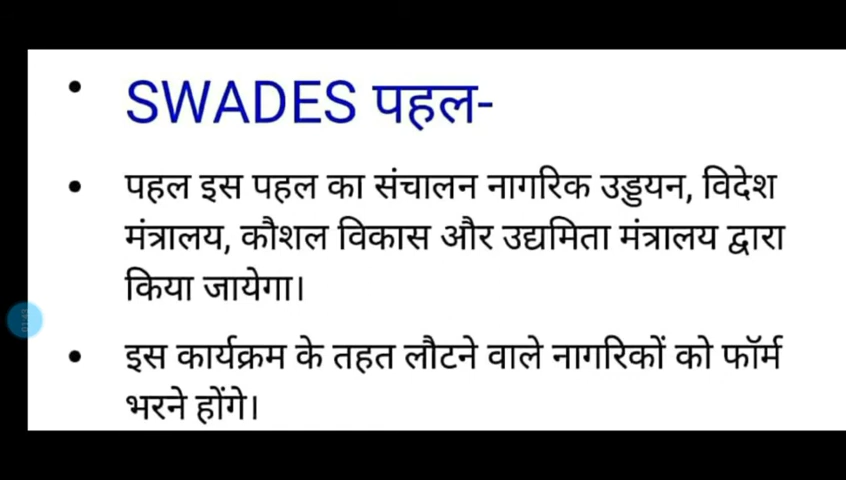 SWADES पहल-
पहल इस पहल का संचालन नागरिक उड्डयन, विदेश
मंत्रालय, कौशल विकास और उद्यमिता मंत्रालय द्वारा
किया जायेगा।
इस कार्यक्रम के तहत लौटने वाले नागरिकों को फॉर्म
भरने होंगे।